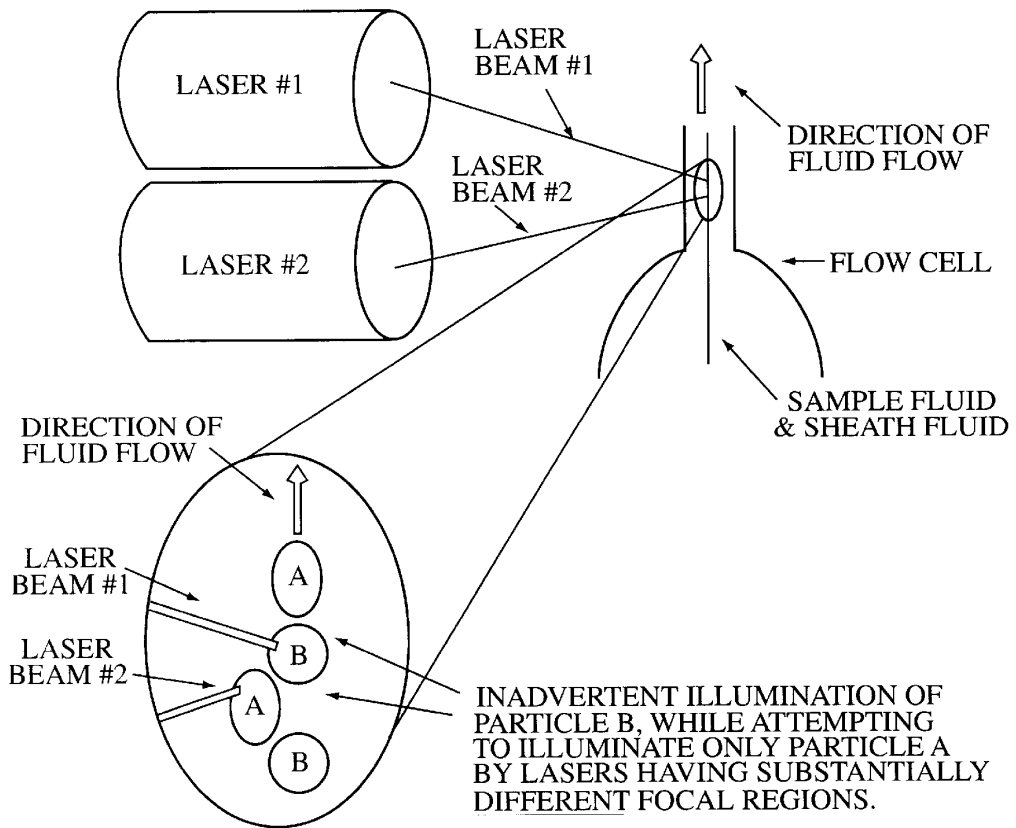 LASER
BEAM #1
LASER #1
DIRECTION OF
FLUID FLOW
LASER
BEAM #2
LASER #2
FLOW CELL
SAMPLE FLUID
& SHEATH FLUID
DIRECTION OF
FLUID FLOW
LASER
BEAM #1
A
B
LASER
BEAM #2
A
B
INADVERTENT ILLUMINATION OF
PARTICLE B, WHILE ATTEMPTING
TO ILLUMINATE ONLY PARTICLE A
BY LASERS HAVING SUBSTANTIALLY
DIFFERENT FOCAL REGIONS.